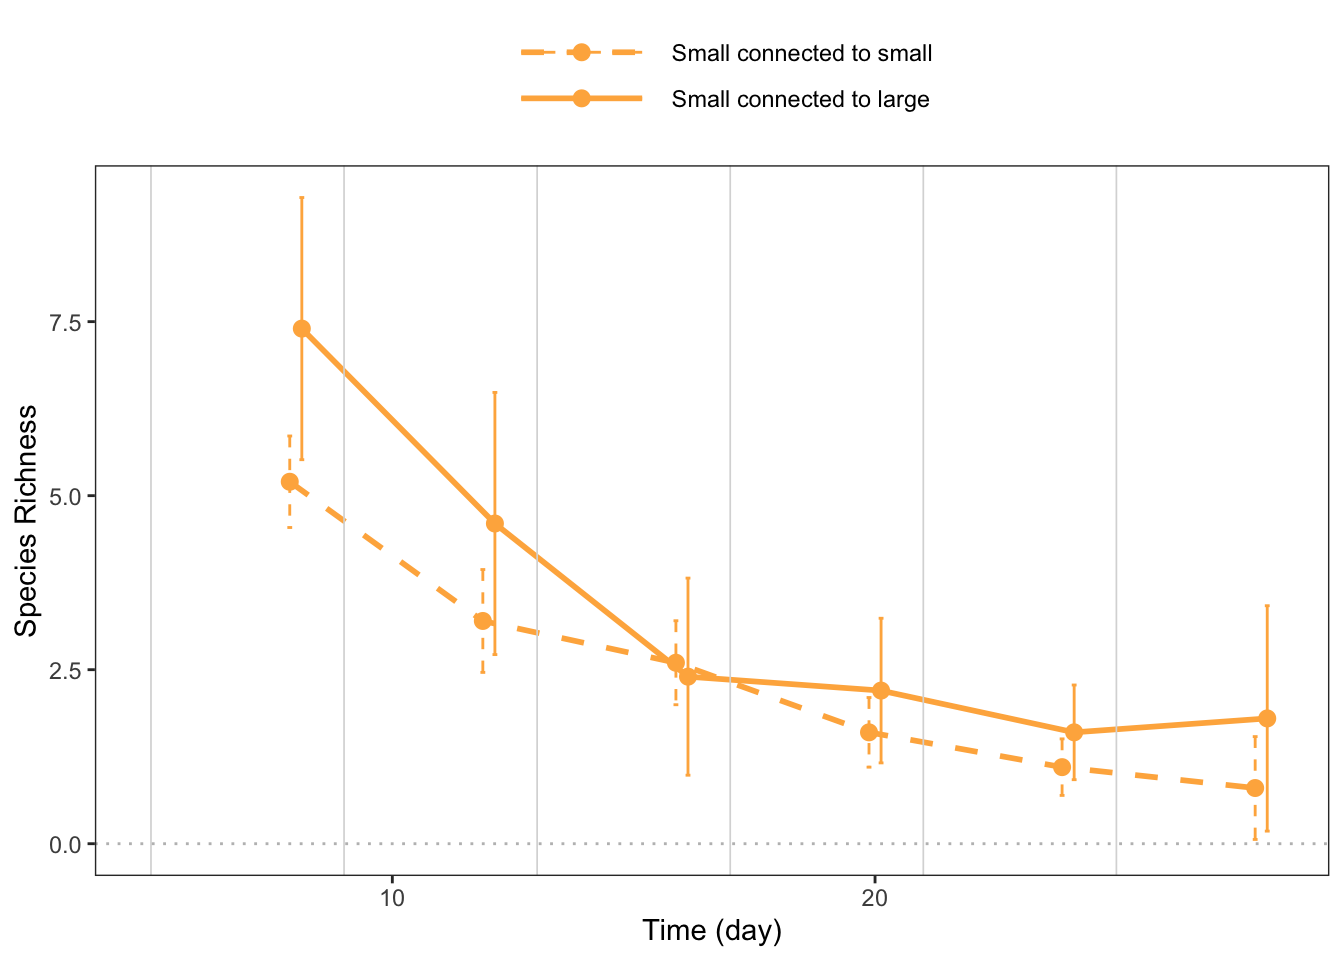 Small connected to small
Small connected to large
Species Richness
7.5
5.0
2.5
0.0
10
20
Time (day)